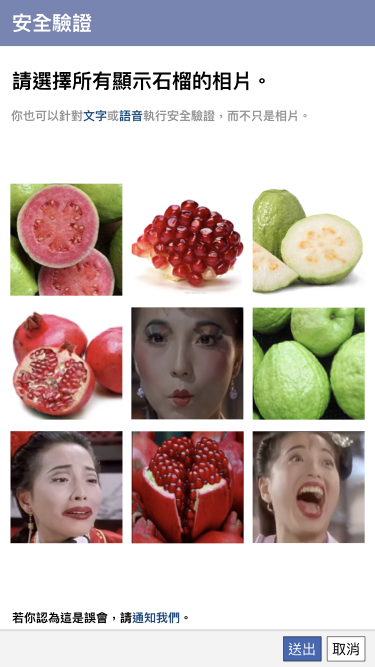 安全驗證
請選擇所有顯示石榴的相片。
你也可以針對文字或語音執行安全驗證，而不只是相片。
若你認為這是誤會，請通知我們。
送出 取消